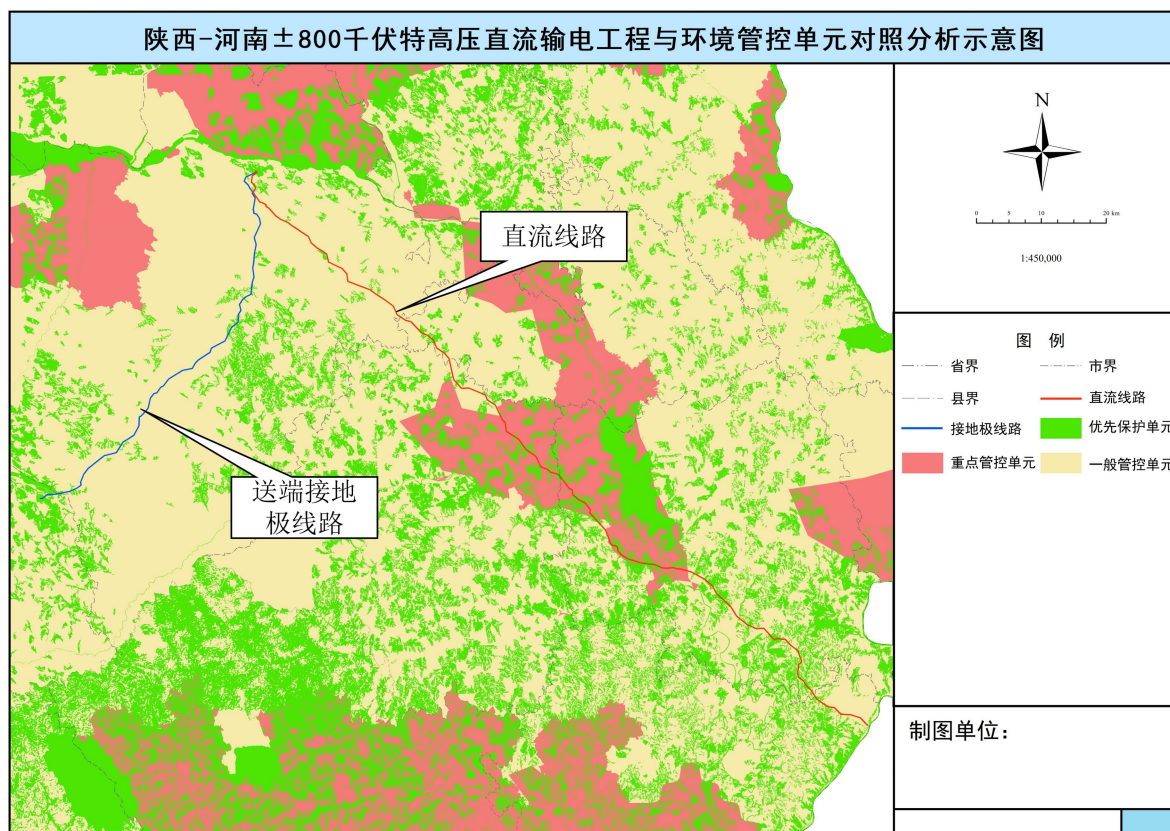 陕西-河南±800千伏特高压直流输电工程与环境管控单元对照分析示意图
直流线路
送端接地
极线路
N
0 5 10 20 km
1:450,000
图 例
省界 市界
县界 直流线路
接地极线路 优先保护单元
重点管控单元 一般管控单元
制图单位: